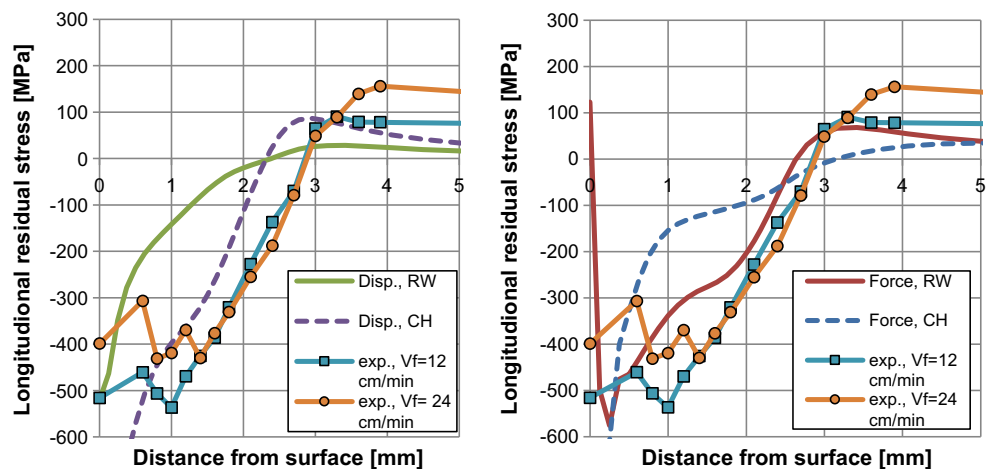 Longitudinal residual stress [MPa]
300
200
100
0
-100
-200
-300
-400
-500
-600
0
1
2
3
4
5
Disp., RW
Disp., CH
exp., Vf=12
cm/min
exp., Vf= 24
cm/min
Distance from surface [mm]
Longitudinal residual stress [MPa]
300
200
100
0
-100
-200
-300
-400
-500
-600
0
1
2
3
4
5
Force, RW
Force, CH
exp., Vf=12
cm/min
exp., Vf=24
cm/min
Distance from surface [mm]